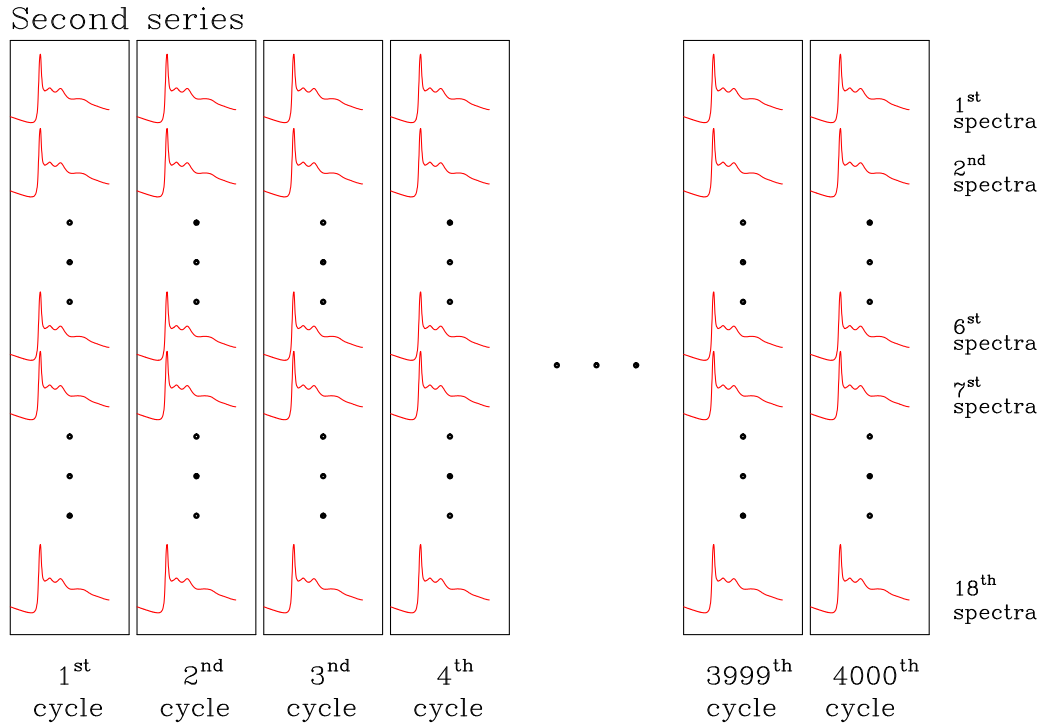 Second series
1st
spectra
2nd
spectra
6st
spectra
7st
spectra
18th
spectra
1st 2nd 3rd 4th 3999th 4000th
cycle cycle cycle cycle cycle cycle